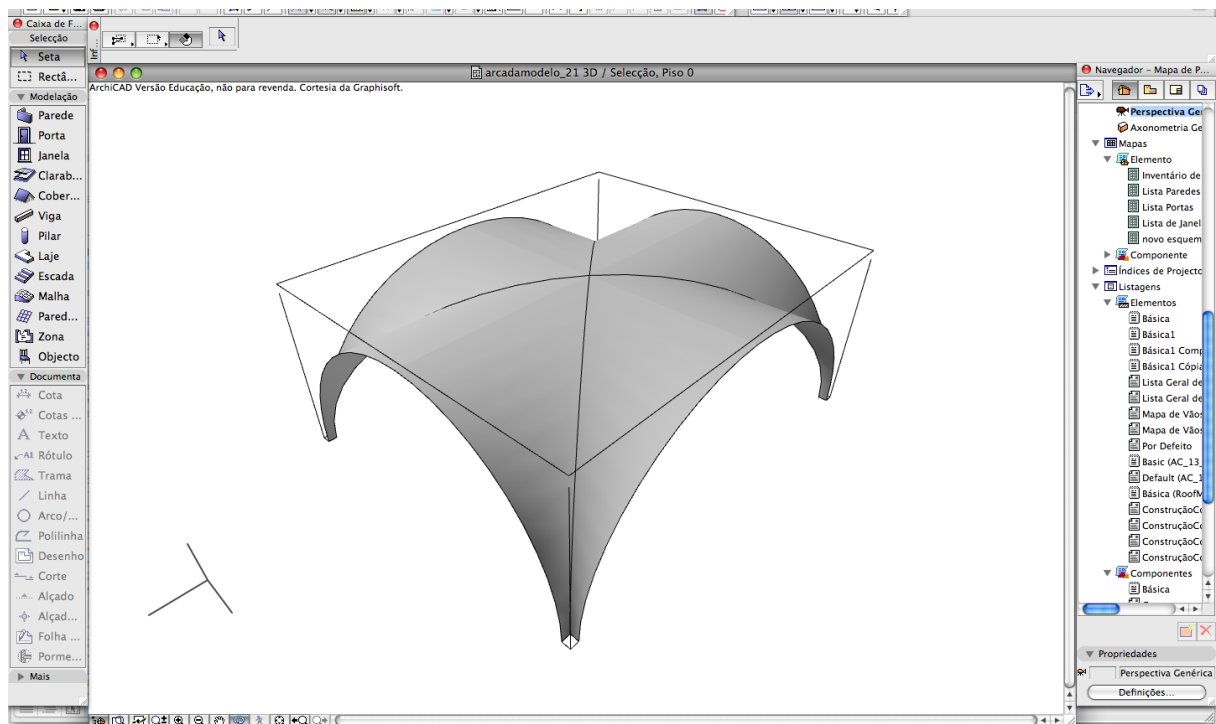 Caixa de F...
Selecção
Seta
Rectâ...
Modelação
Parede
Porta
Janela
Clarab...
Cober...
Viga
Pilar
Laje
Escada
Malha
Pared...
Zona
Objecto
Documenta
Cota
Cotas ...
A Texto
A1 Rótulo
Trama
Linha
Arco/...
Polilinha
Desenho
Corte
Alçado
Alçad...
Folha ...
Porme...
Mais
Inf...
arcadamodelo_21 3D / Selecção, Piso 0
ArchiCAD Versão Educação, não para revenda. Cortesia da Graphisoft.
Navegador - Mapa de P...
Perspectiva Ge
Axonometria Ge
Mapas
Elemento
Inventário de
Lista Paredes
Lista Portas
Lista de Janel
novo esquem
Componente
Índices de Projecto
Listagens
Elementos
Básica
Básica1
Básica1 Comp
Básica1 Cópia
Lista Geral de
Lista Geral de
Mapa de Vãos
Mapa de Vãos
Por Defeito
Basic (AC_13_
Default (AC_1
Básica (RoofM
ConstruçãoCo
ConstruçãoCo
ConstruçãoCo
ConstruçãoCo
Componentes
Básica
Propriedades
Perspectiva Genérica
Definições...